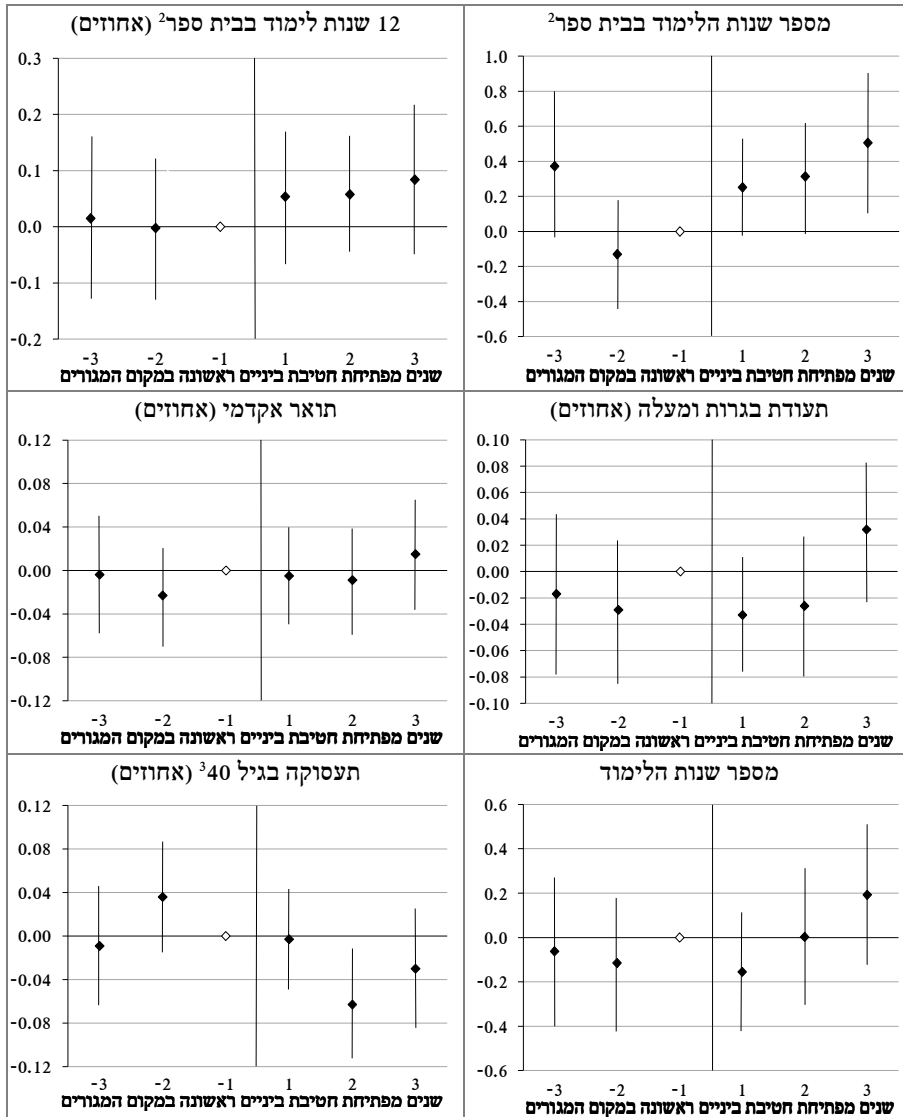 מספר שנות הלימוד בבית ספר²
1.0
0.8
0.6
0.4
0.2
0.0
-0.2
-0.4
-0.6
-3 -2 -1 1 2 3
שנים מפתיחת חטיבת ביניים ראשונה במקום המגורים
12 שנות לימוד בבית ספר² (אחוזים)
0.3
0.2
0.1
0.0
-0.1
-0.2
-3 -2 -1 1 2 3
שנים מפתיחת חטיבת ביניים ראשונה במקום המגורים
תעודת בגרות ומעלה (אחוזים)
0.10
0.08
0.06
0.04
0.02
0.00
-0.02
-0.04
-0.06
-0.08
-0.10
-3 -2 -1 1 2 3
שנים מפתיחת חטיבת ביניים ראשונה במקום המגורים
תואר אקדמי (אחוזים)
0.12
0.08
0.04
0.00
-0.04
-0.08
-0.12
-3 -2 -1 1 2 3
שנים מפתיחת חטיבת ביניים ראשונה במקום המגורים
מספר שנות הלימוד
0.6
0.4
0.2
0.0
-0.2
-0.4
-0.6
-3 -2 -1 1 2 3
שנים מפתיחת חטיבת ביניים ראשונה במקום המגורים
תעסוקה בגיל 40³ (אחוזים)
0.12
0.08
0.04
0.00
-0.04
-0.08
-0.12
-3 -2 -1 1 2 3
שנים מפתיחת חטיבת ביניים ראשונה במקום המגורים